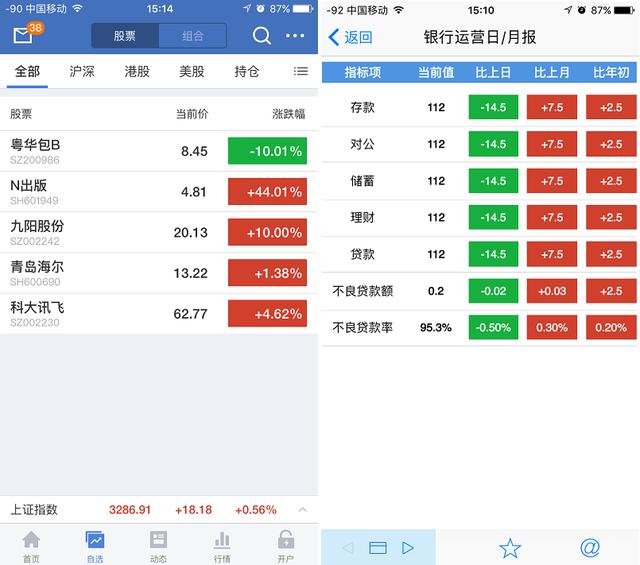 -90 中国移动 15:14 87%
38
股票 组合
全部 沪深 港股 美股 持仓
股票 当前价 涨跌幅
粤华包B 8.45 -10.01%
SZ200986
N出版 4.81 +44.01%
SH601949
九阳股份 20.13 +10.00%
SZ002242
青岛海尔 13.22 +1.38%
SH600690
科大讯飞 62.77 +4.62%
SZ002230
上证指数 3286.91 +18.18 +0.56%
首页 自选 动态 行情 开户
-92 中国移动 15:10 87%
返回 银行运营日/月报
指标项 当前值 比上日 比上月 比年初
存款 112 -14.5 +7.5 +2.5
对公 112 -14.5 +7.5 +2.5
储蓄 112 -14.5 +7.5 +2.5
理财 112 -14.5 +7.5 +2.5
贷款 112 -14.5 +7.5 +2.5
不良贷款额 0.2 -0.02 +0.03 +2.5
不良贷款率 95.3% -0.50% 0.30% 0.20%
@